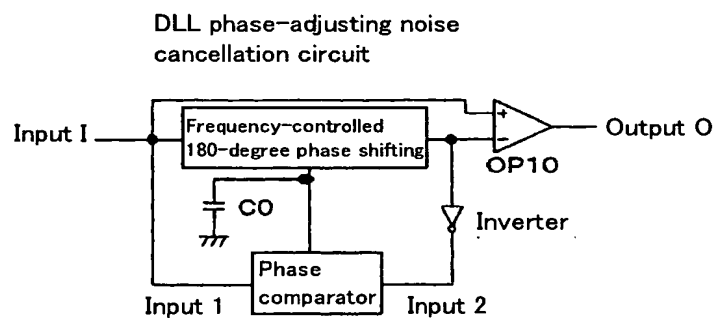 DLL phase-adjusting noise
cancellation circuit
Input I
Frequency-controlled
180-degree phase shifting
+
−
Output O
OP10
C0
Inverter
Phase
comparator
Input 1
Input 2